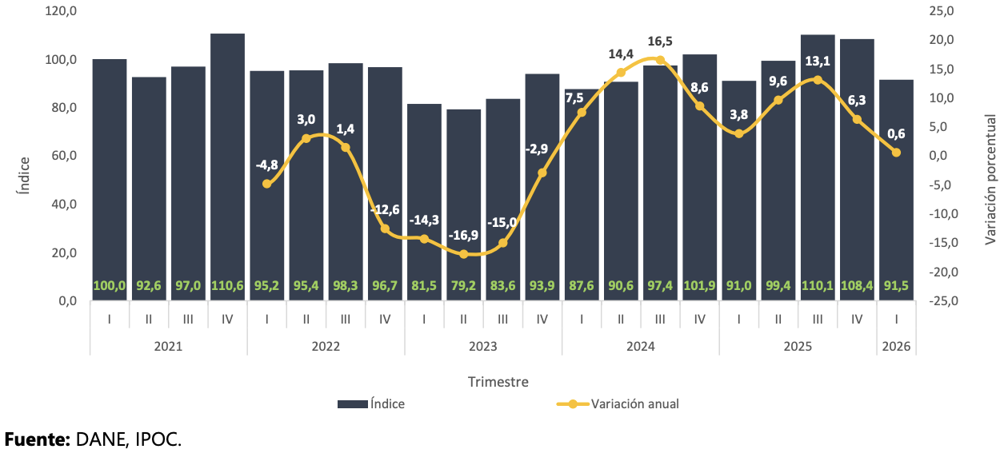 120,0
100,0
80,0
60,0
40,0
20,0
0,0
Índice
25,0
20,0
15,0
10,0
5,0
0,0
-5,0
-10,0
-15,0
-20,0
-25,0
Variación porcentual
-4,8 3,0 1,4 -12,6 -14,3 -16,9 -15,0 -2,9 7,5 14,4 16,5 8,6 3,8 9,6 13,1 6,3 0,6
100,0 92,6 97,0 110,6 95,2 95,4 98,3 96,7 81,5 79,2 83,6 93,9 87,6 90,6 97,4 101,9 91,0 99,4 110,1 108,4 91,5
I II III IV I II III IV I II III IV I II III IV I II III IV I
2021 2022 2023 2024 2025 2026
Trimestre
Índice Variación anual
Fuente: DANE, IPOC.